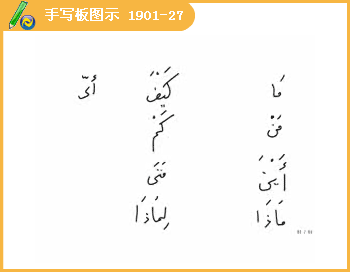 手写板图示 1901-27
مَا كَيْفَ أَيّ
مَنْ كَمْ
أَيْنَ مَتَى
مَاذَا لِمَاذَا